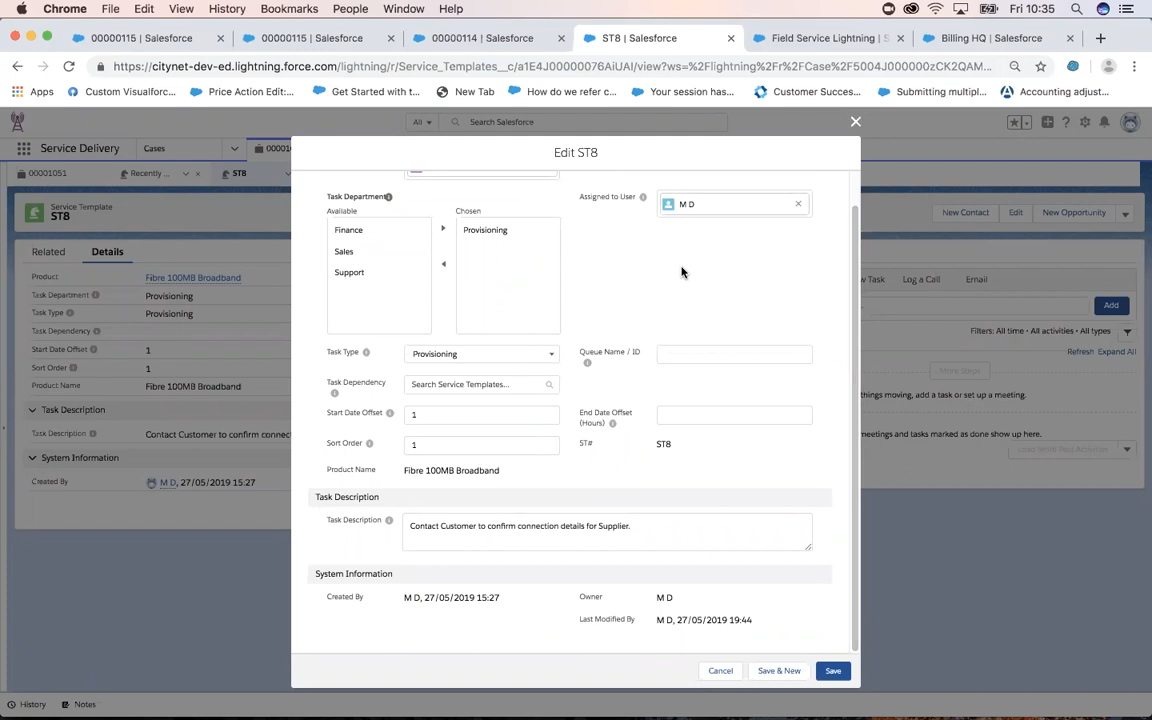 Chrome File Edit View History Bookmarks People Window Help Fri 10:35
00000115 | Salesforce 00000115 | Salesforce 00000114 | Salesforce ST8 | Salesforce Field Service Lightning | S Billing HQ | Salesforce
https://citynet-dev-ed.lightning.force.com/lightning/r/Service_Templates__c/a1E4J00000076AiUAI/view?ws=%2Flightning%2Fr%2FCase%2F5004J00000zCK2QAM...
Apps Custom Visualforc... Price Action Edit:... Get Started with t... New Tab How do we refer c... Your session has... Customer Succes... Submitting multipl... Accounting adjust...
All Search Salesforce
Service Delivery Cases
00001051 Recently ... ST8
Edit ST8
Service Template
ST8
New Contact Edit New Opportunity
Related Details
Product Fibre 100MB Broadband
Task Department Provisioning
Task Type Provisioning
Task Dependency
Start Date Offset 1
Sort Order 1
Product Name Fibre 100MB Broadband
Task Description
Task Description Contact Customer to confirm connection
System Information
Created By M D, 27/05/2019 15:27
Task Department Assigned to User M D
Available Chosen
Finance Provisioning
Sales
Support
Task Type Provisioning Queue Name / ID
Task Dependency Search Service Templates...
Start Date Offset 1 End Date Offset (Hours)
Sort Order 1 ST# ST8
Product Name Fibre 100MB Broadband
Task Description
Task Description Contact Customer to confirm connection details for Supplier.
System Information
Created By M D, 27/05/2019 15:27 Owner M D
Last Modified By M D, 27/05/2019 19:44
Cancel Save & New Save
w Task Log a Call Email
Add
Filters: All time • All activities • All types
Refresh Expand All
More Steps
things moving, add a task or set up a meeting.
meetings and tasks marked as done show up here.
Load More Past Activities
History Notes